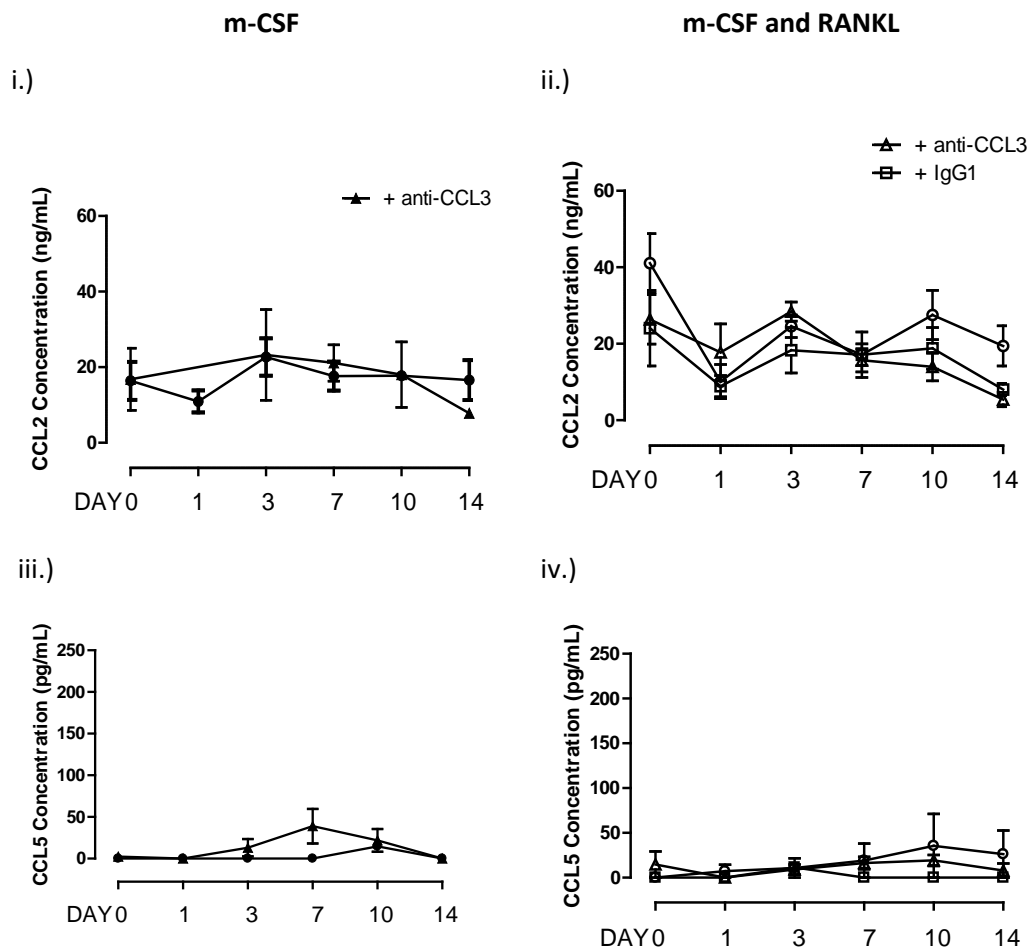 m-CSF
m-CSF and RANKL
i.)
CCL2 Concentration (ng/mL)
60
40
20
0
+ anti-CCL3
DAY 0 1 3 7 10 14
ii.)
CCL2 Concentration (ng/mL)
60
40
20
0
+ anti-CCL3
+ IgG1
DAY 0 1 3 7 10 14
iii.)
CCL5 Concentration (pg/mL)
250
200
150
100
50
0
DAY 0 1 3 7 10 14
iv.)
CCL5 Concentration (pg/mL)
250
200
150
100
50
0
DAY 0 1 3 7 10 14